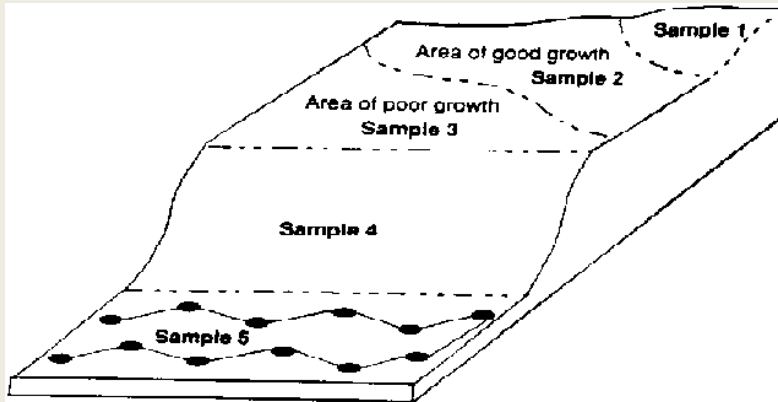 Sample 1
Area of good growth
Sample 2
Area of poor growth
Sample 3
Sample 4
Sample 5